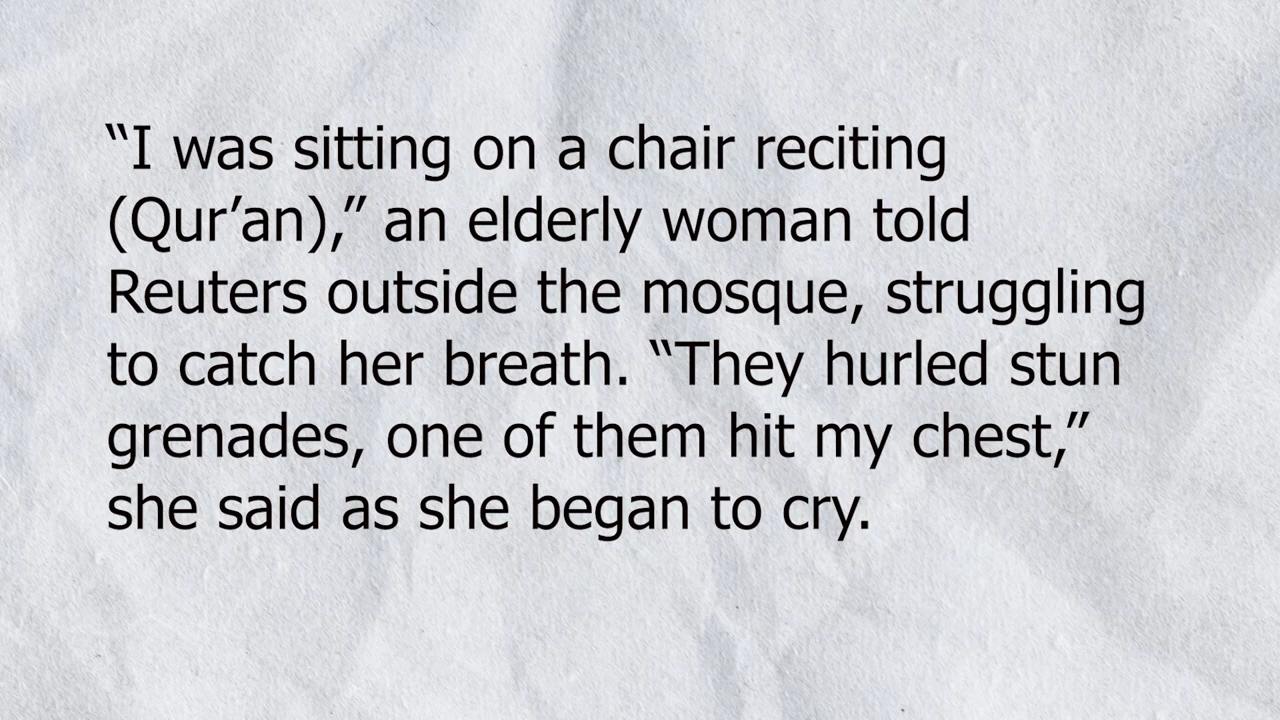 “I was sitting on a chair reciting
(Qur’an),” an elderly woman told
Reuters outside the mosque, struggling
to catch her breath. “They hurled stun
grenades, one of them hit my chest,”
she said as she began to cry.